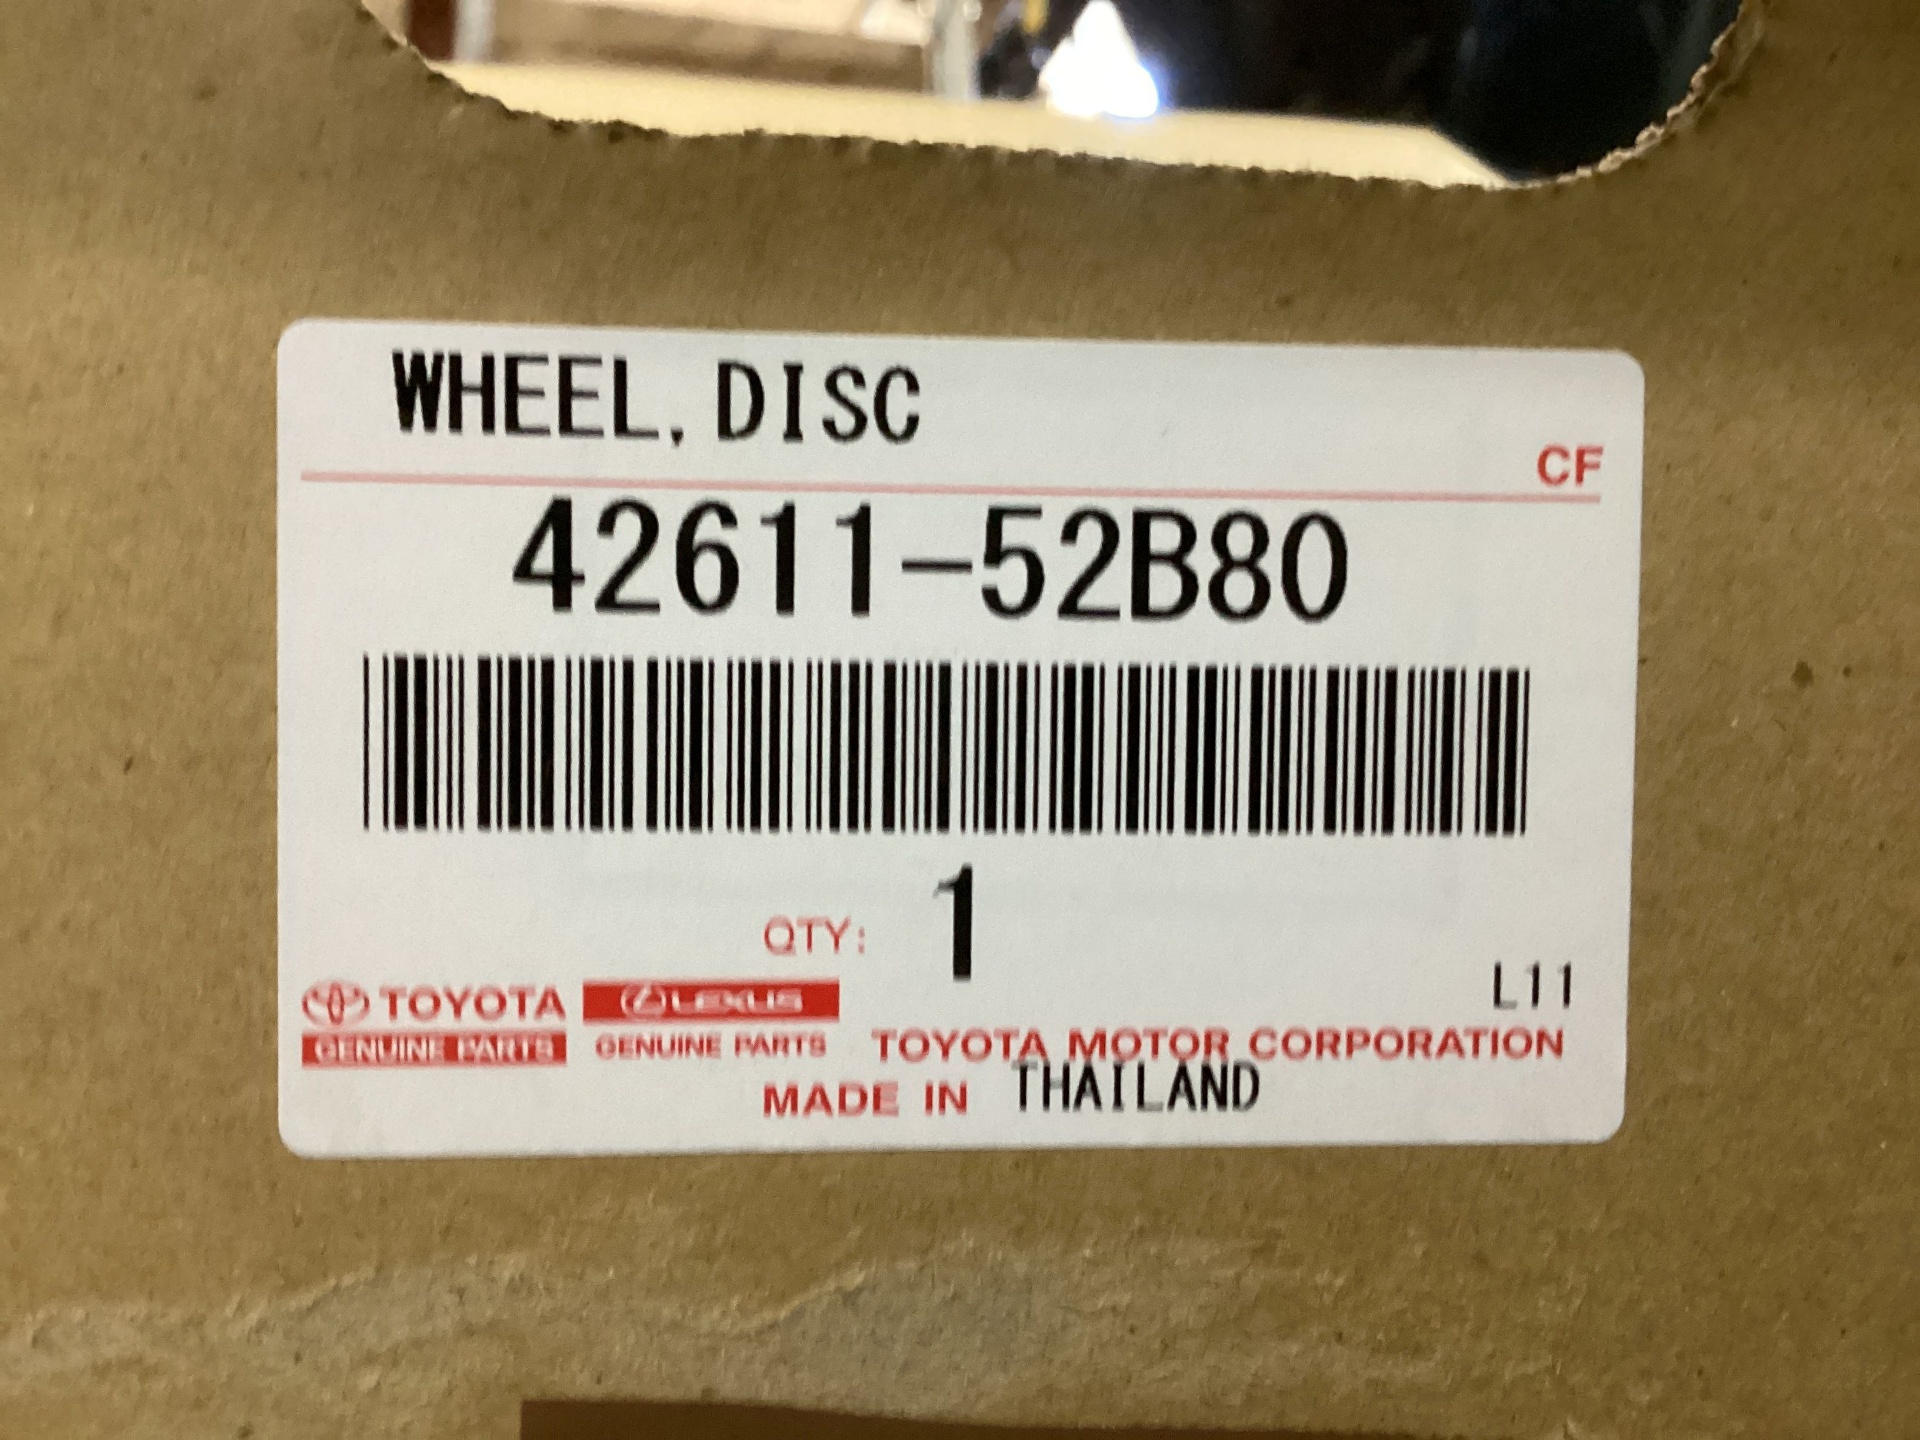 WHEEL, DISC
CF
42611-52B80
QTY: 1
L11
TOYOTA LEXUS
GENUINE PARTS GENUINE PARTS TOYOTA MOTOR CORPORATION
MADE IN THAILAND